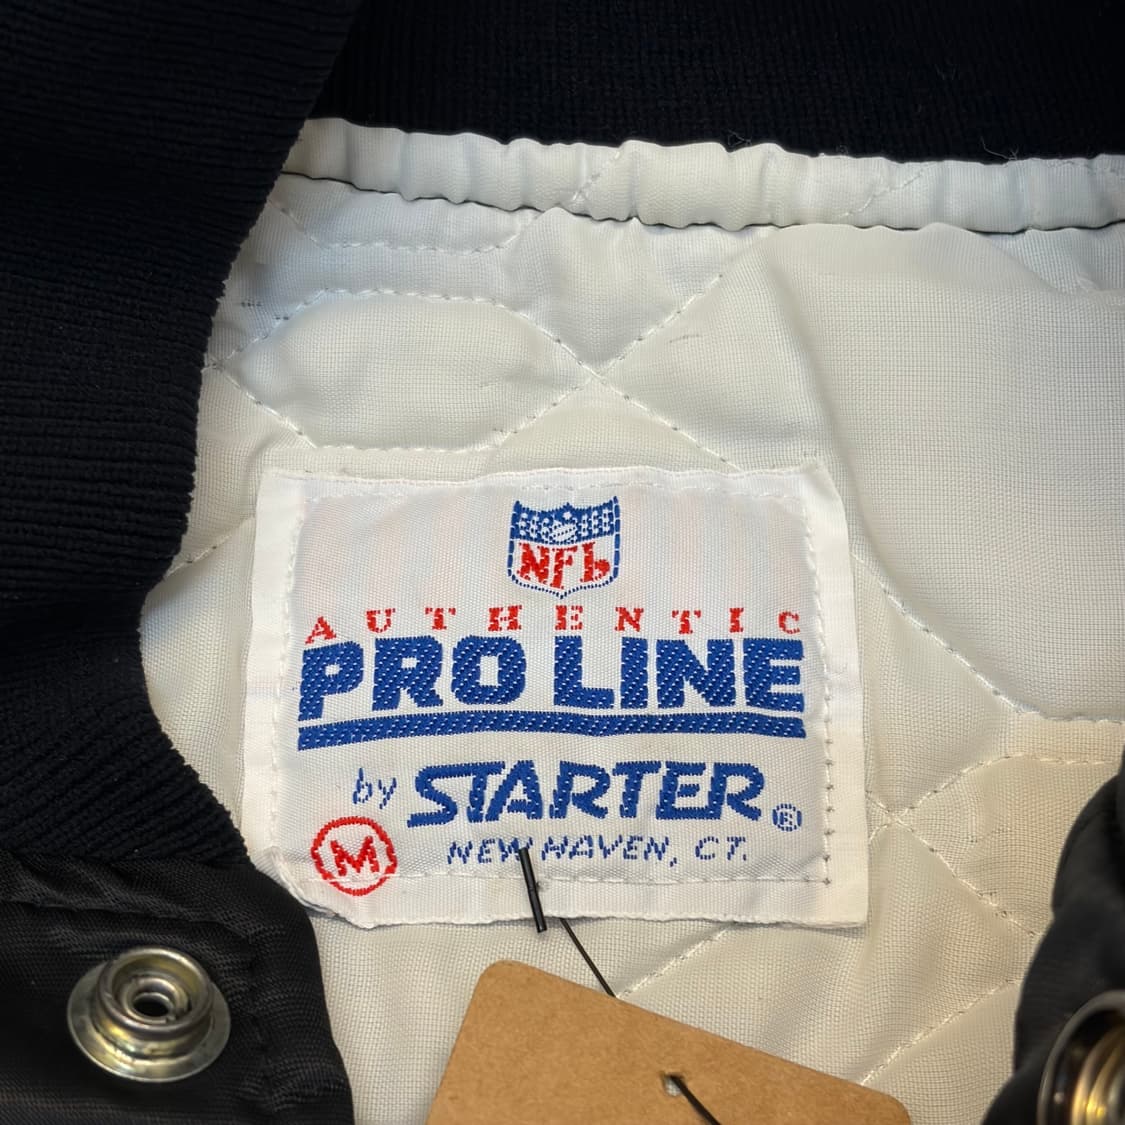 NFL
AUTHENTIC
PRO LINE
by STARTER®
M
NEW HAVEN, CT.